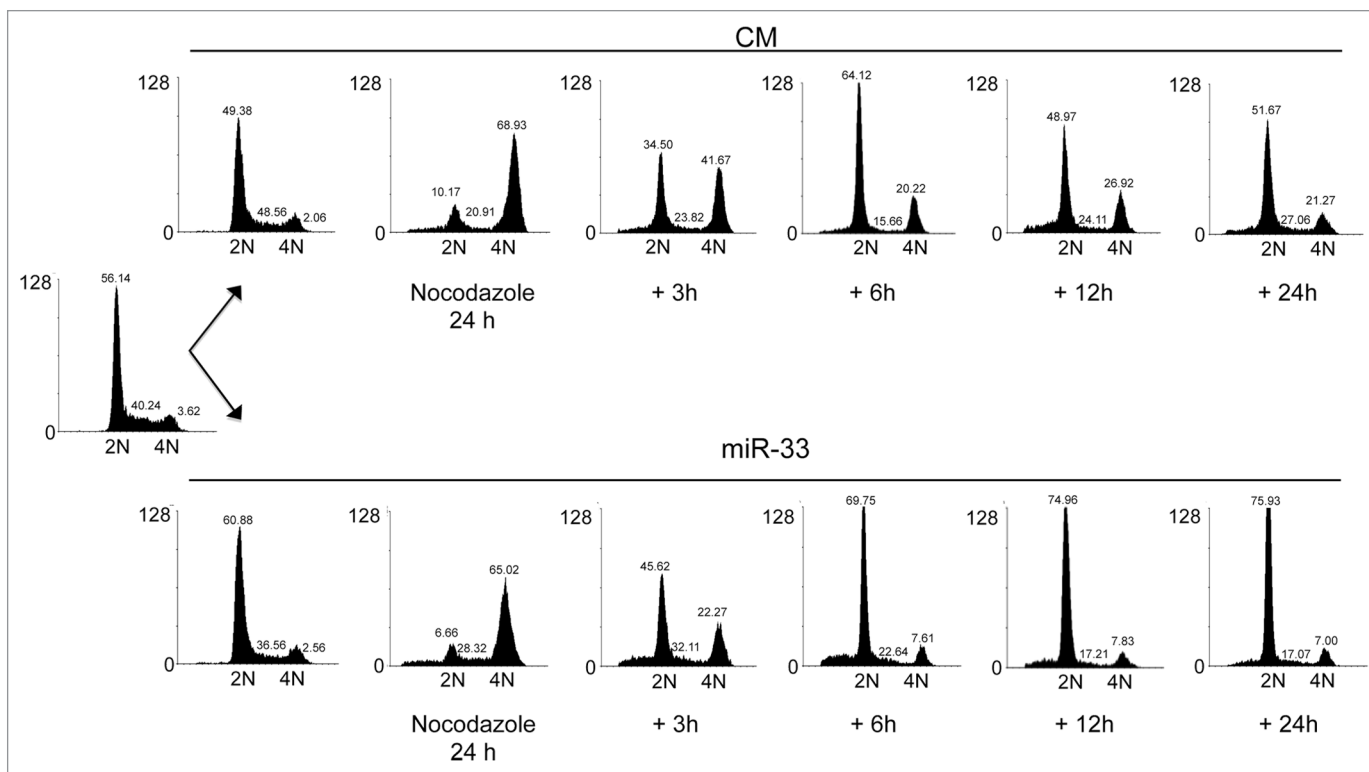 CM
128
49.38
48.56
2.06
0
2N 4N
128
68.93
10.17
20.91
0
2N 4N
Nocodazole
24 h
128
34.50
41.67
23.82
0
2N 4N
+ 3h
128
64.12
20.22
15.66
0
2N 4N
+ 6h
128
48.97
26.92
24.11
0
2N 4N
+ 12h
128
51.67
21.27
27.06
0
2N 4N
+ 24h
128
56.14
40.24
3.62
0
2N 4N
miR-33
128
60.88
36.56
2.56
0
2N 4N
128
65.02
6.66
28.32
0
2N 4N
Nocodazole
24 h
128
45.62
22.27
32.11
0
2N 4N
+ 3h
128
69.75
7.61
22.64
0
2N 4N
+ 6h
128
74.96
7.83
17.21
0
2N 4N
+ 12h
128
75.93
7.00
17.07
0
2N 4N
+ 24h